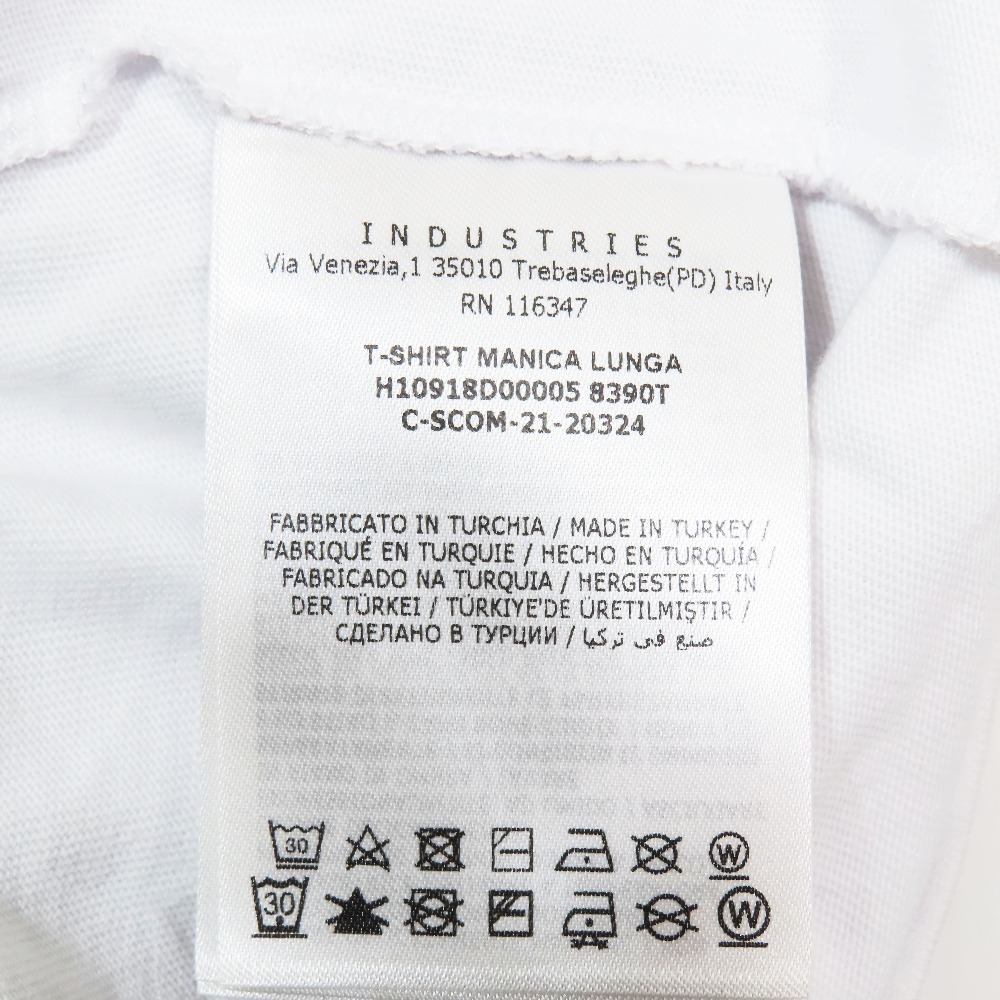 INDUSTRIES
Via Venezia,1 35010 Trebaseleghe(PD) Italy
RN 116347
T-SHIRT MANICA LUNGA
H10918D00005 8390T
C-SCOM-21-20324
FABBRICATO IN TURCHIA / MADE IN TURKEY /
FABRIQUÉ EN TURQUIE / HECHO EN TURQUÍA /
FABRICADO NA TURQUIA / HERGESTELLT IN
DER TÜRKEI / TÜRKIYE'DE ÜRETILMIŞTIR /
СДЕЛАНО В ТУРЦИИ / صنع في تركيا
30 W
30 W